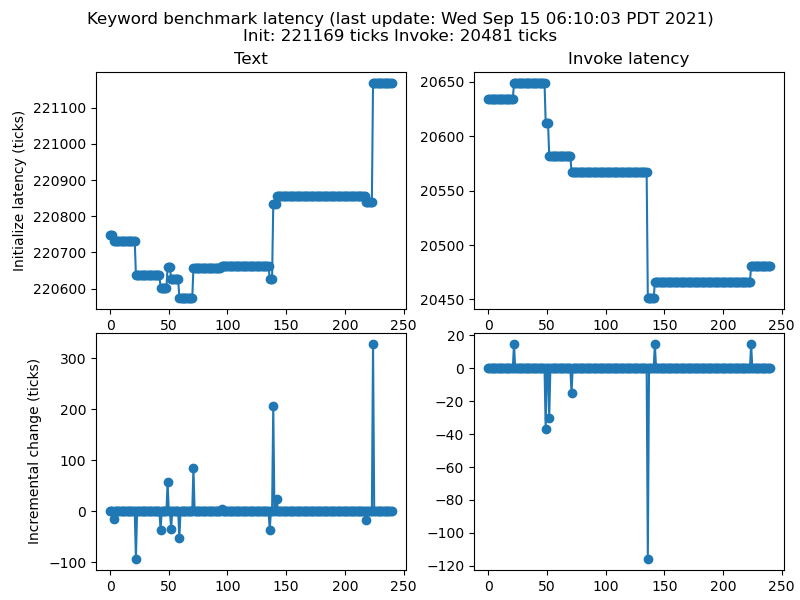 Keyword benchmark latency (last update: Wed Sep 15 06:10:03 PDT 2021)
Init: 221169 ticks Invoke: 20481 ticks
Text
Invoke latency
Initialize latency (ticks)
221100
221000
220900
220800
220700
220600
0 50 100 150 200 250
20650
20600
20550
20500
20450
0 50 100 150 200 250
Incremental change (ticks)
300
200
100
0
−100
0 50 100 150 200 250
20
0
−20
−40
−60
−80
−100
−120
0 50 100 150 200 250